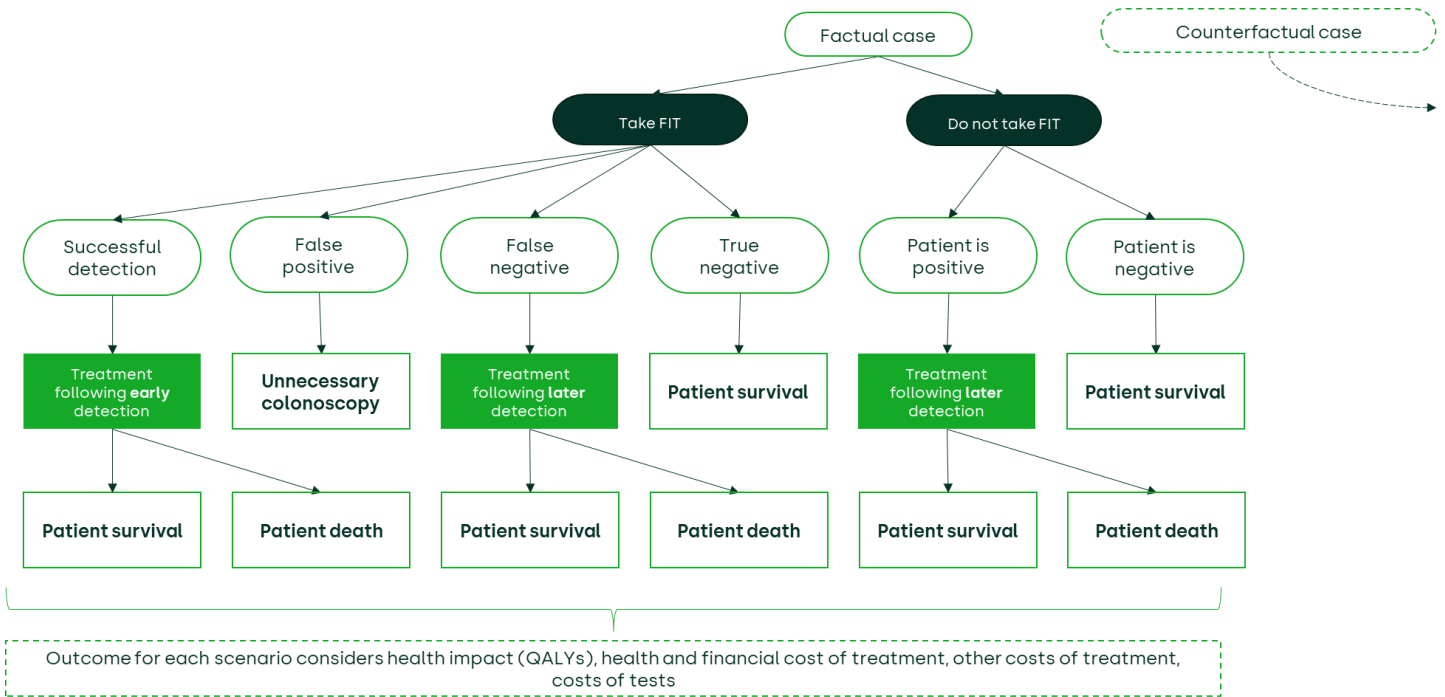 Factual case
Counterfactual case
Take FIT
Do not take FIT
Successful
detection
False
positive
False
negative
True
negative
Patient is
positive
Patient is
negative
Treatment
following early
detection
Unnecessary
colonoscopy
Treatment
following later
detection
Patient survival
Treatment
following later
detection
Patient survival
Patient survival
Patient death
Patient survival
Patient death
Patient survival
Patient death
Outcome for each scenario considers health impact (QALYs), health and financial cost of treatment, other costs of treatment,
costs of tests